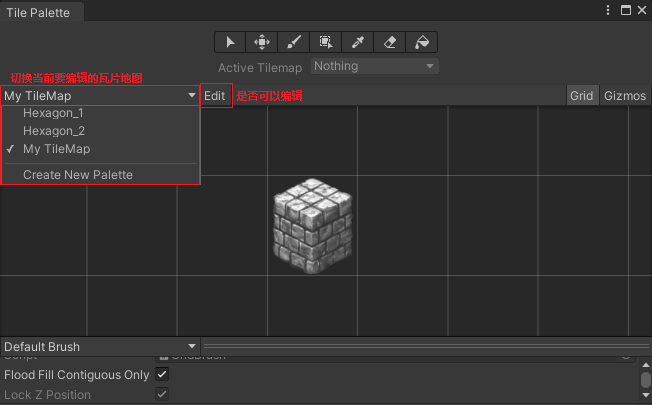 Tile Palette
Active Tilemap Nothing
切换当前要编辑的瓦片地图
My TileMap Edit 是否可以编辑 Grid Gizmos
Hexagon_1
Hexagon_2
My TileMap
Create New Palette
Default Brush
Flood Fill Contiguous Only
Lock Z Position